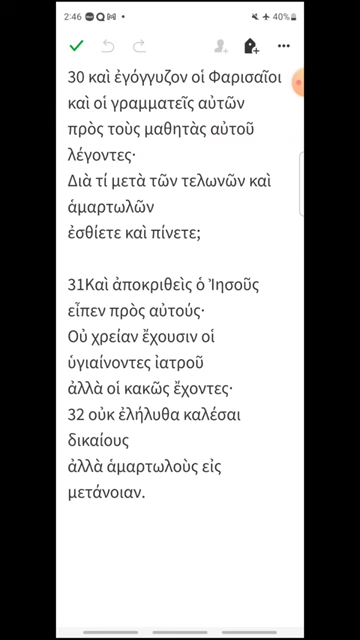 2:46
40%
30 καὶ ἐγόγγυζον οἱ Φαρισαῖοι
καὶ οἱ γραμματεῖς αὐτῶν
πρὸς τοὺς μαθητὰς αὐτοῦ
λέγοντες·
Διὰ τί μετὰ τῶν τελωνῶν καὶ
ἁμαρτωλῶν
ἐσθίετε καὶ πίνετε;
31Καὶ ἀποκριθεὶς ὁ Ἰησοῦς
εἶπεν πρὸς αὐτούς·
Οὐ χρείαν ἔχουσιν οἱ
ὑγιαίνοντες ἰατροῦ
ἀλλὰ οἱ κακῶς ἔχοντες·
32 οὐκ ἐλήλυθα καλέσαι
δικαίους
ἀλλὰ ἁμαρτωλοὺς εἰς
μετάνοιαν.